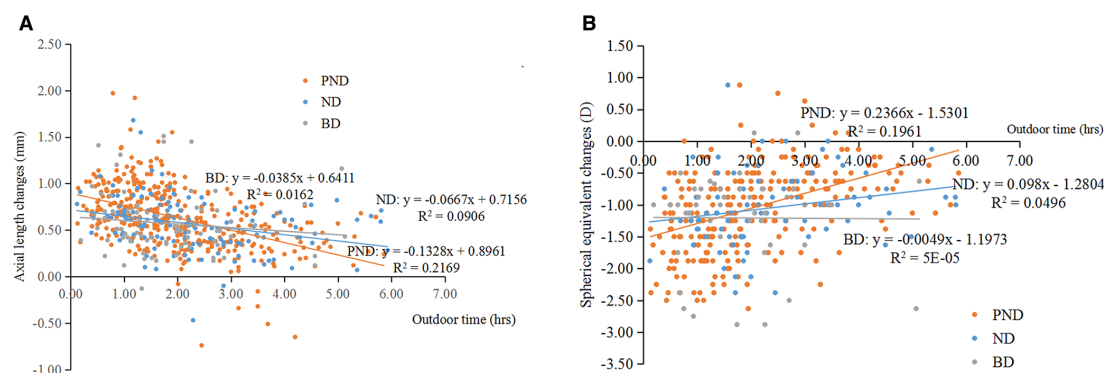 A
2.50
2.00
1.50
1.00
0.50
0.00
-0.50
-1.00
Axial length changes (mm)
PND
ND
BD
BD: y = -0.0385x + 0.6411
R² = 0.0162
ND: y = -0.0667x + 0.7156
R² = 0.0906
PND: y = -0.1328x + 0.8961
R² = 0.2169
0.00 1.00 2.00 3.00 4.00 5.00 6.00 7.00
Outdoor time (hrs)
B
1.50
1.00
0.50
0.00
-0.50
-1.00
-1.50
-2.00
-2.50
-3.00
-3.50
Spherical equivalent changes (D)
PND: y = 0.2366x - 1.5301
R² = 0.1961
Outdoor time (hrs)
0.00 1.00 2.00 3.00 4.00 5.00 6.00 7.00
ND: y = 0.098x - 1.2804
R² = 0.0496
BD: y = -0.0049x - 1.1973
R² = 5E-05
PND
ND
BD